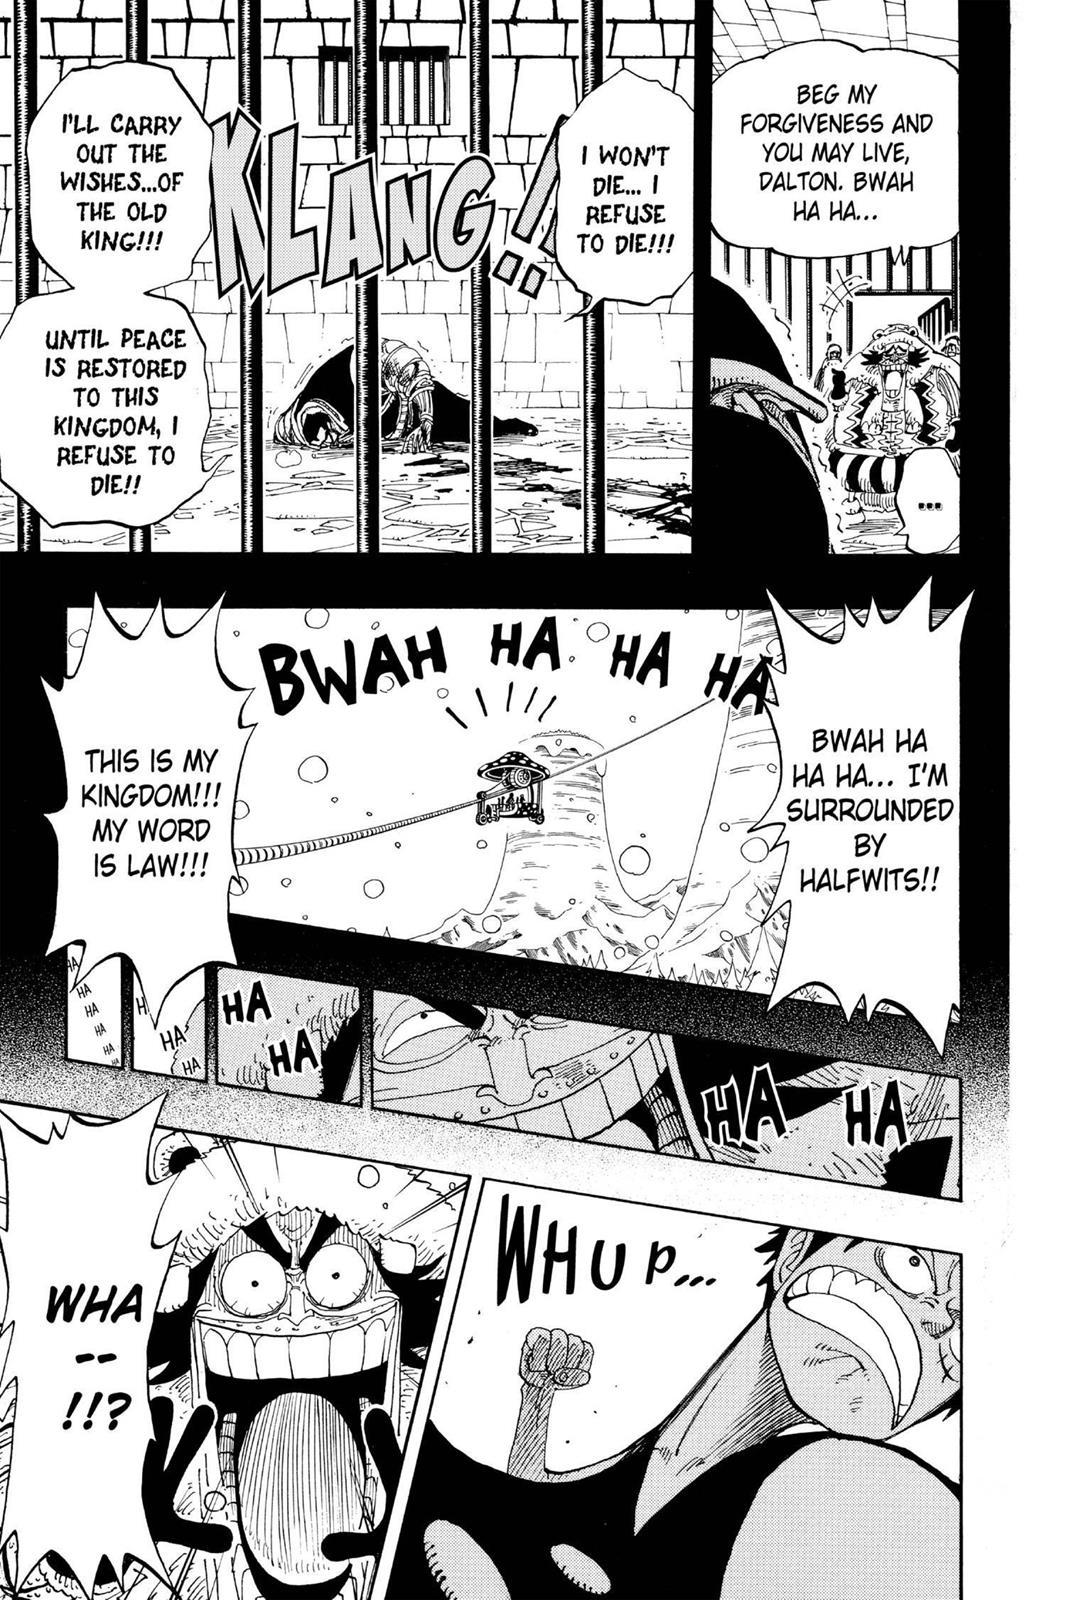 BEG MY
FORGIVENESS AND
YOU MAY LIVE,
DALTON. BWAH
HA HA...
...
I WON'T
DIE... I
REFUSE
TO DIE!!!
KLANG!!
I'LL CARRY
OUT THE
WISHES...OF
THE OLD
KING!!!
UNTIL PEACE
IS RESTORED
TO THIS
KINGDOM, I
REFUSE TO
DIE!!
BWAH HA
HA HA... I'M
SURROUNDED
BY
HALFWITS!!
BWAH HA HA HA
THIS IS MY
KINGDOM!!!
MY WORD
IS LAW!!!
HA HA
HA
HA
HA
HA
HA
HA
HA
HA
HA
HA
HA
WHUP...
WHA
--
!!?